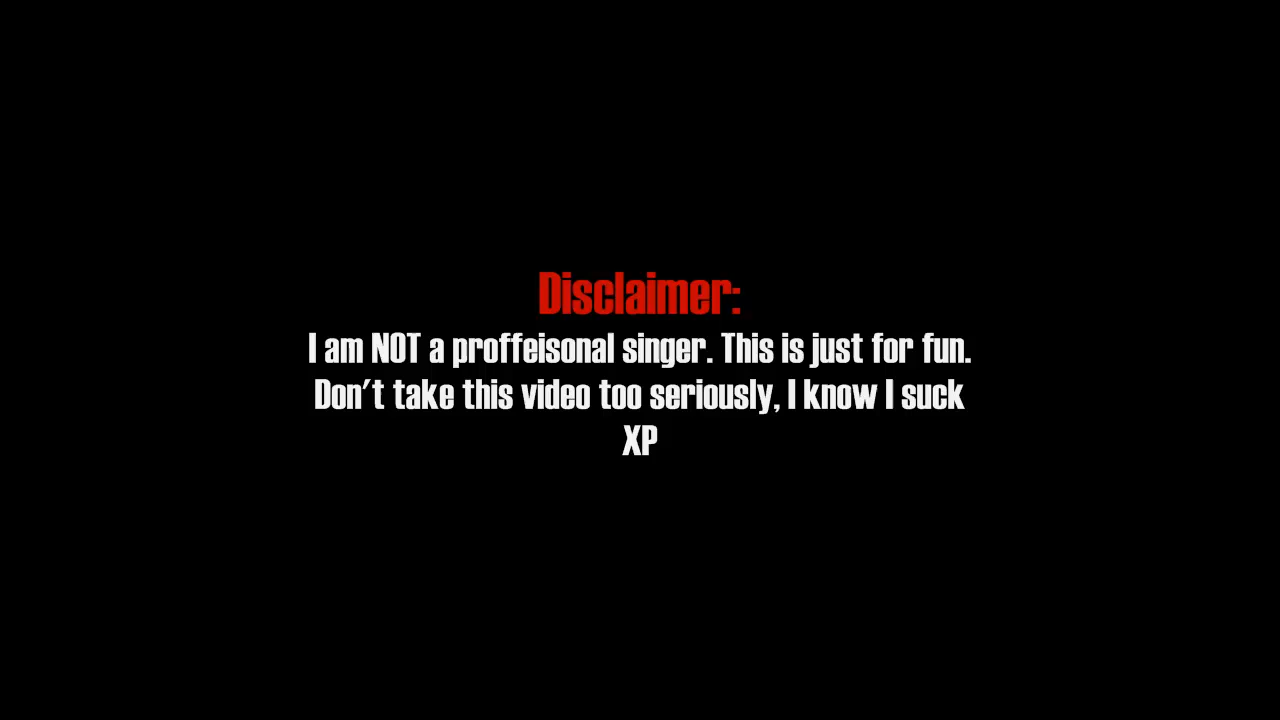 Disclaimer:
I am NOT a proffeisonal singer. This is just for fun.
Don't take this video too seriously, I know I suck
XP